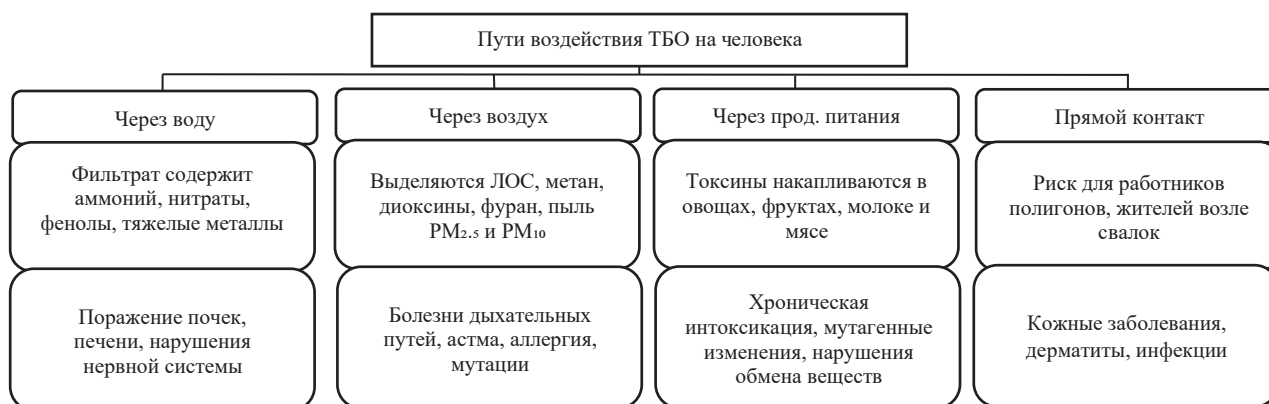 Пути воздействия ТБО на человека
Через воду
Через воздух
Через прод. питания
Прямой контакт
Фильтрат содержит
аммоний, нитраты,
фенолы, тяжелые металлы
Выделяются ЛОС, метан,
диоксины, фуран, пыль
PM₂.₅ и PM₁₀
Токсины накапливаются в
овощах, фруктах, молоке и
мясе
Риск для работников
полигонов, жителей возле
свалок
Поражение почек,
печени, нарушения
нервной системы
Болезни дыхательных
путей, астма, аллергия,
мутации
Хроническая
интоксикация, мутагенные
изменения, нарушения
обмена веществ
Кожные заболевания,
дерматиты, инфекции